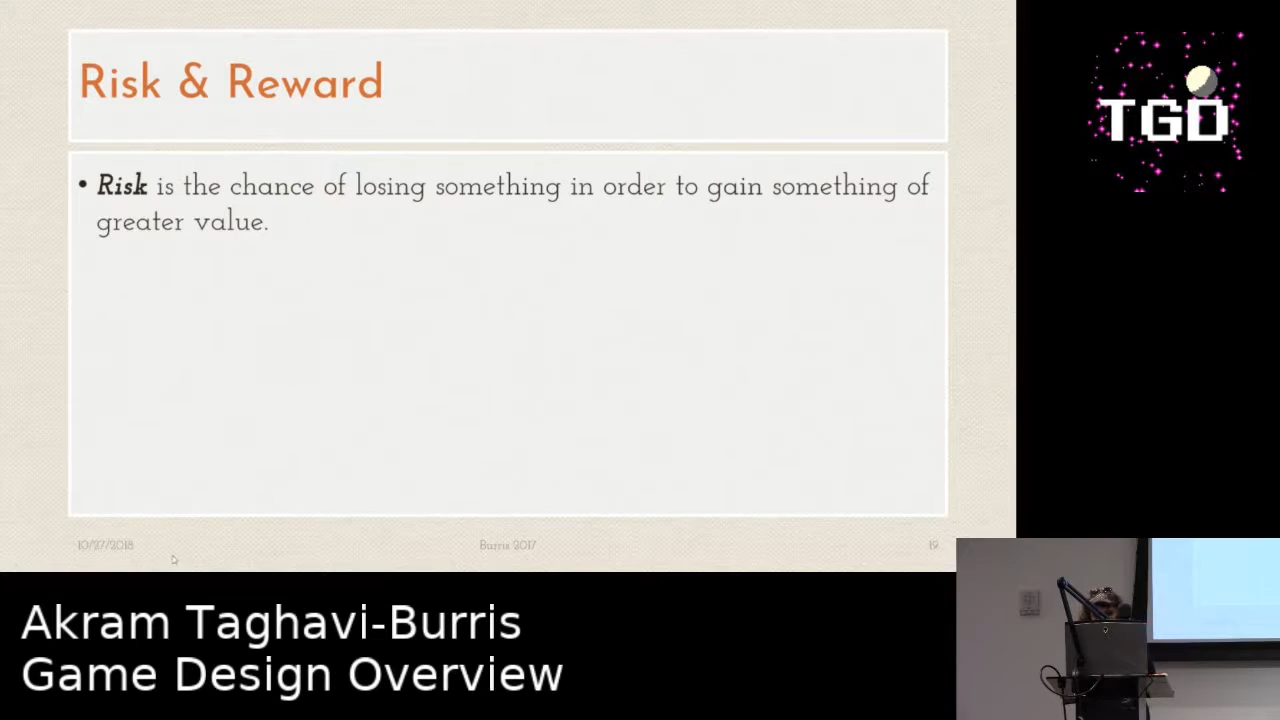 Risk & Reward
• Risk is the chance of losing something in order to gain something of
greater value.
10/27/2018
Burris 2017
19
TGD
Akram Taghavi-Burris
Game Design Overview